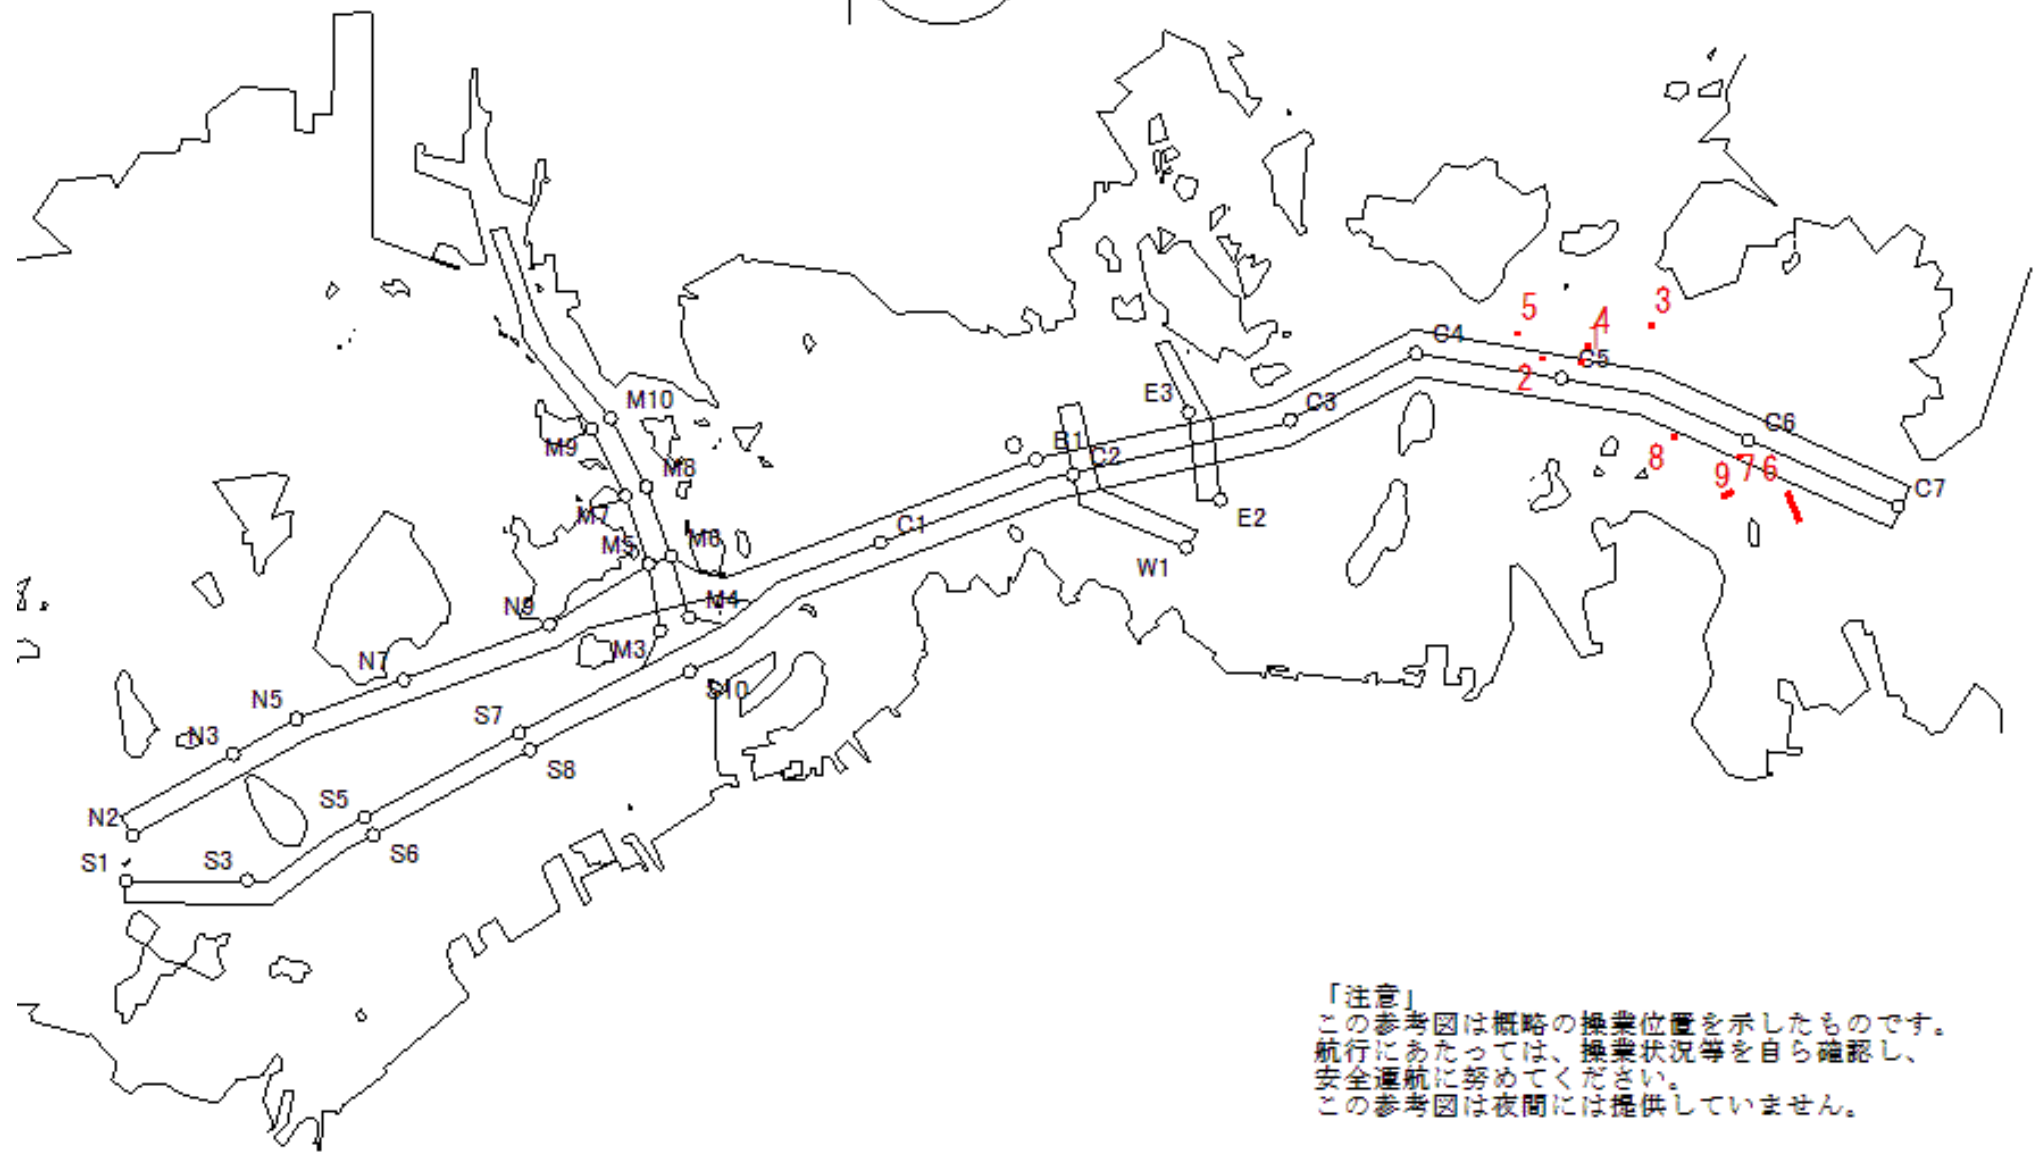 5
3
4
C4
C5
2
E3
M10
C3
C6
M9
B1
C2
M8
8
7
6
9
C7
M7
E2
C1
M5
M6
W1
N9
M4
M3
N7
S10
N5
S7
N3
S8
S5
N2
S6
S1
S3
「注意」
この参考図は概略の操業位置を示したものです。
航行にあたっては、操業状況等を自ら確認し、
安全運航に努めてください。
この参考図は夜間には提供していません。